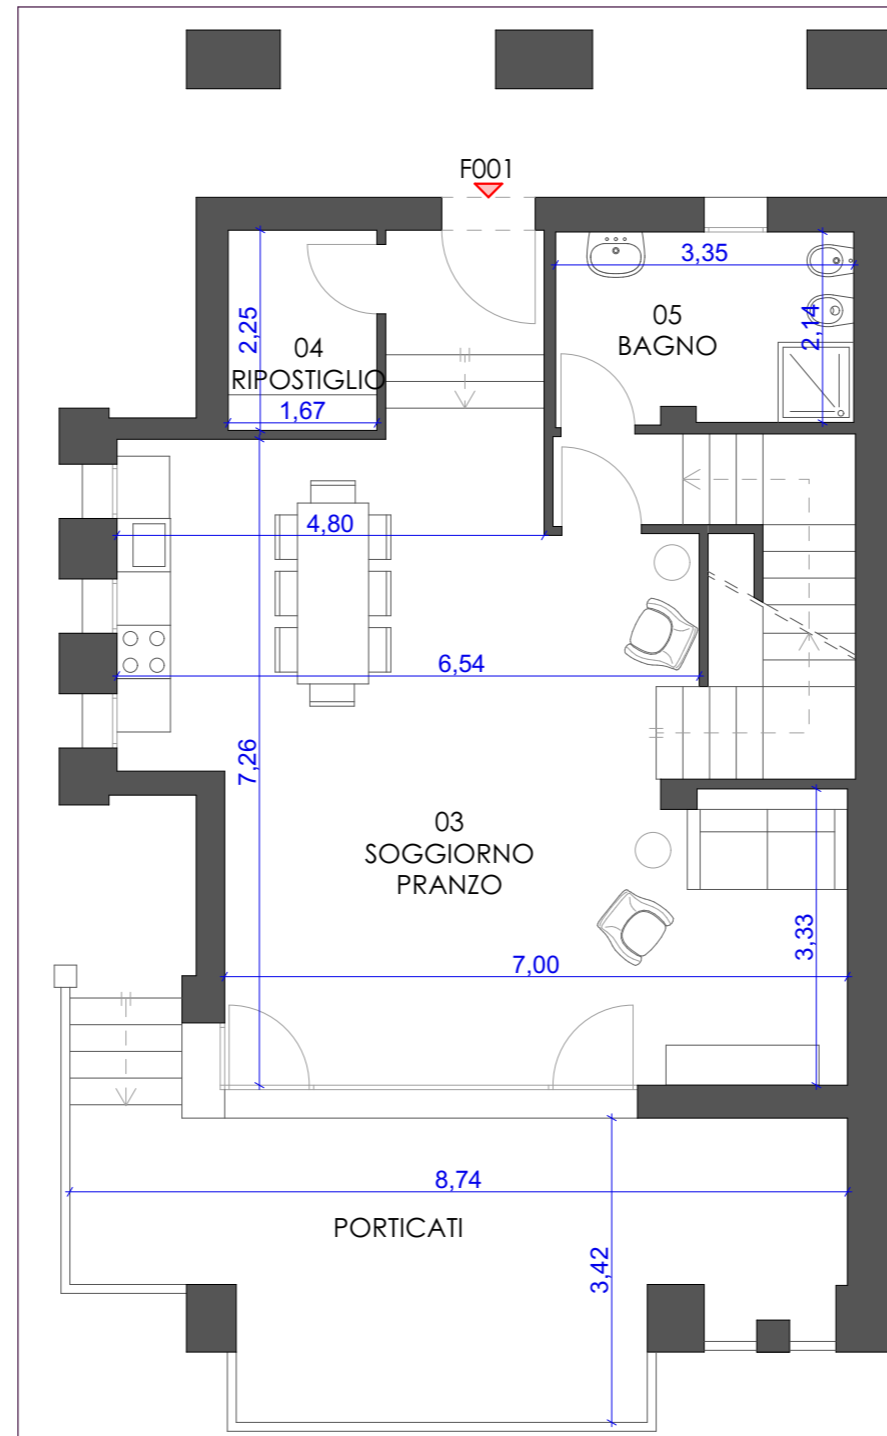 F001
3,35
2,25
04
RIPOSTIGLIO
05
BAGNO
2,14
1,67
4,80
6,54
7,26
03
SOGGIORNO
PRANZO
3,33
7,00
8,74
PORTICATI
3,42